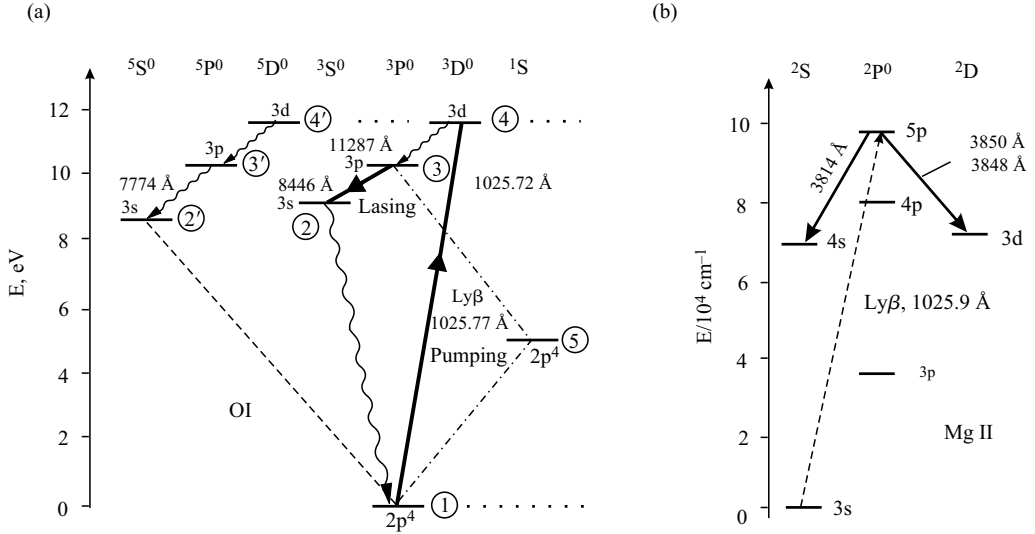 (a)
⁵S⁰ ⁵P⁰ ⁵D⁰ ³S⁰ ³P⁰ ³D⁰ ¹S
12
10
8
6
4
2
0
E, eV
3d 4′
3d 4
3p 3′
11287 Å
3p 3
7774 Å
8446 Å
1025.72 Å
3s 2′
3s 2
Lasing
Lyβ
1025.77 Å
Pumping
2p⁴ 5
OI
2p⁴ 1
(b)
²S ²P⁰ ²D
10
8
6
4
2
0
E/10⁴ cm⁻¹
5p
3850 Å
3848 Å
3814 Å
4p
4s
3d
Lyβ, 1025.9 Å
3p
Mg II
3s